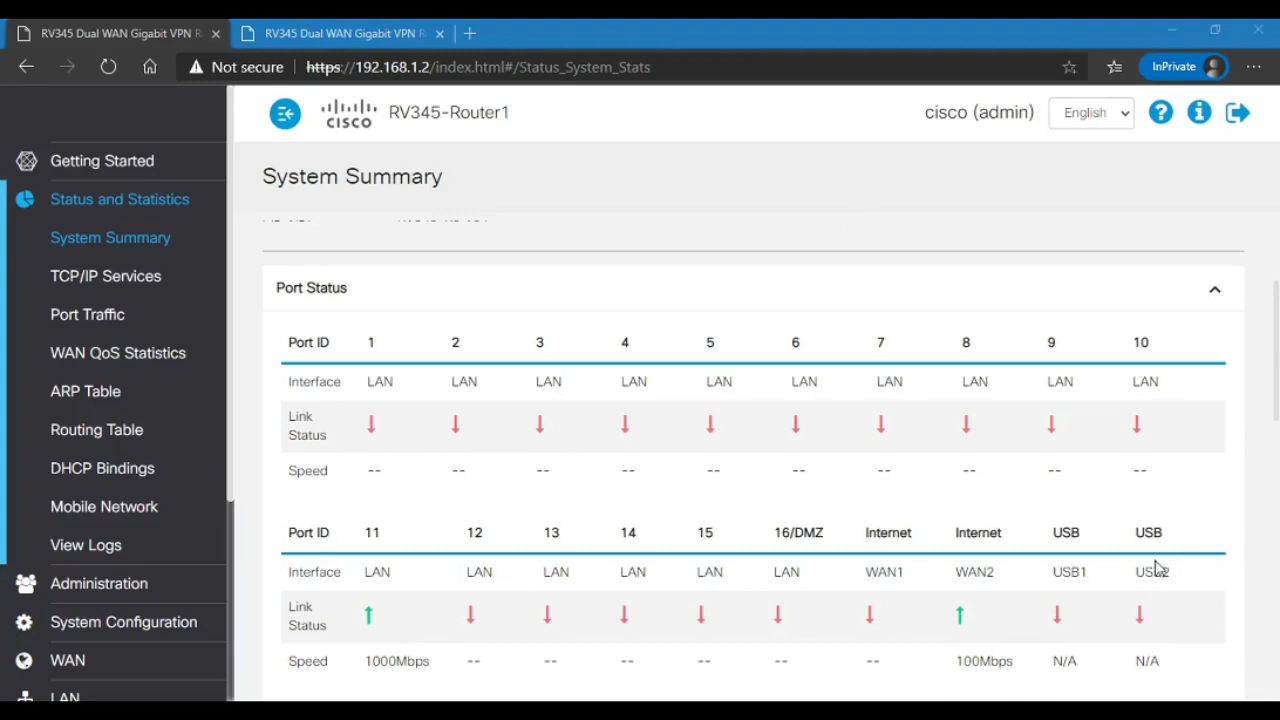 RV345 Dual WAN Gigabit VPN R
RV345 Dual WAN Gigabit VPN R
Not secure https://192.168.1.2/index.html#/Status_System_Stats InPrivate
cisco RV345-Router1 cisco (admin) English
System Summary
Getting Started
Status and Statistics
System Summary
TCP/IP Services
Port Traffic
WAN QoS Statistics
ARP Table
Routing Table
DHCP Bindings
Mobile Network
View Logs
Administration
System Configuration
WAN
LAN
Port Status
Port ID 1 2 3 4 5 6 7 8 9 10
Interface LAN LAN LAN LAN LAN LAN LAN LAN LAN LAN
Link
Status
Speed -- -- -- -- -- -- -- -- -- --
Port ID 11 12 13 14 15 16/DMZ Internet Internet USB USB
Interface LAN LAN LAN LAN LAN LAN WAN1 WAN2 USB1 USB2
Link
Status
Speed 1000Mbps -- -- -- -- -- -- 100Mbps N/A N/A